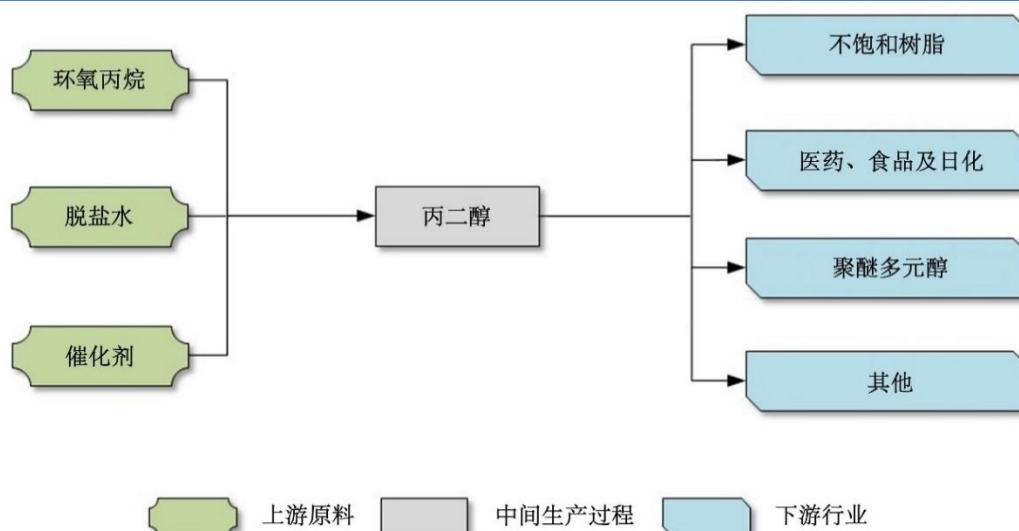 环氧丙烷
脱盐水
催化剂
丙二醇
不饱和树脂
医药、食品及日化
聚醚多元醇
其他
上游原料
中间生产过程
下游行业